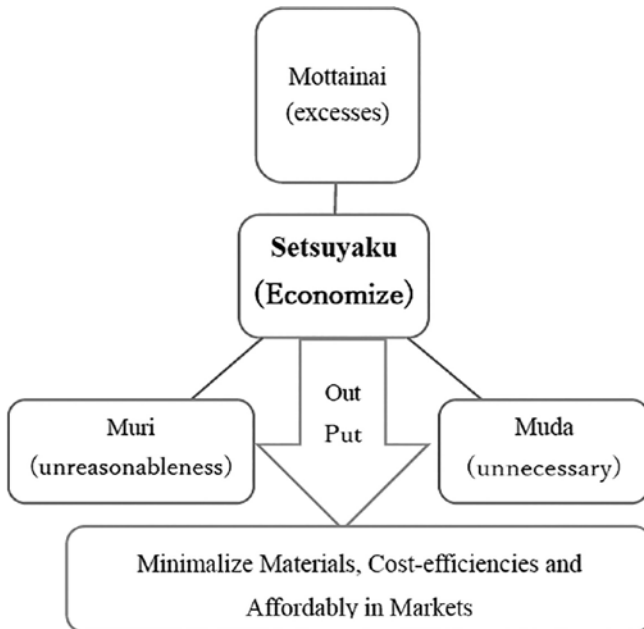 Mottainai
(excesses)
Setsuyaku
(Economize)
Out
Put
Muri
(unreasonableness)
Muda
(unnecessary)
Minimalize Materials, Cost-efficiencies and
Affordably in Markets